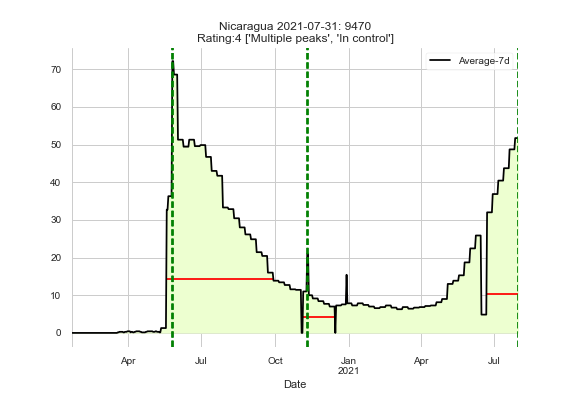 Nicaragua 2021-07-31: 9470
Rating:4 ['Multiple peaks', 'In control']
Average-7d
70
60
50
40
30
20
10
0
Apr
Jul
Oct
Jan
2021
Apr
Jul
Date